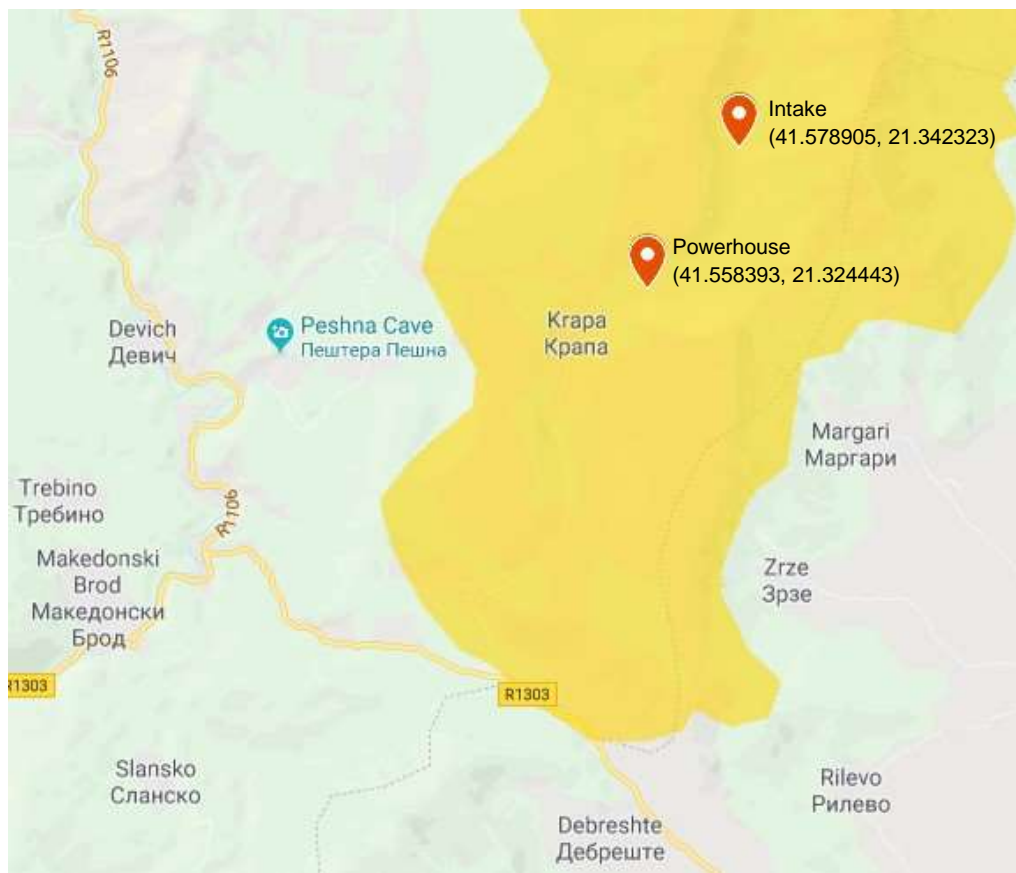 R1106
Intake
(41.578905, 21.342323)
Powerhouse
(41.558393, 21.324443)
Devich
Девич
Peshna Cave
Пештера Пешна
Krapa
Крапа
Margari
Маргари
Trebino
Требино
R1106
Makedonski
Brod
Македонски
Брод
Zrze
Зрзе
R1303
R1303
Slansko
Сланско
Rilevo
Рилево
Debreshte
Дебреште